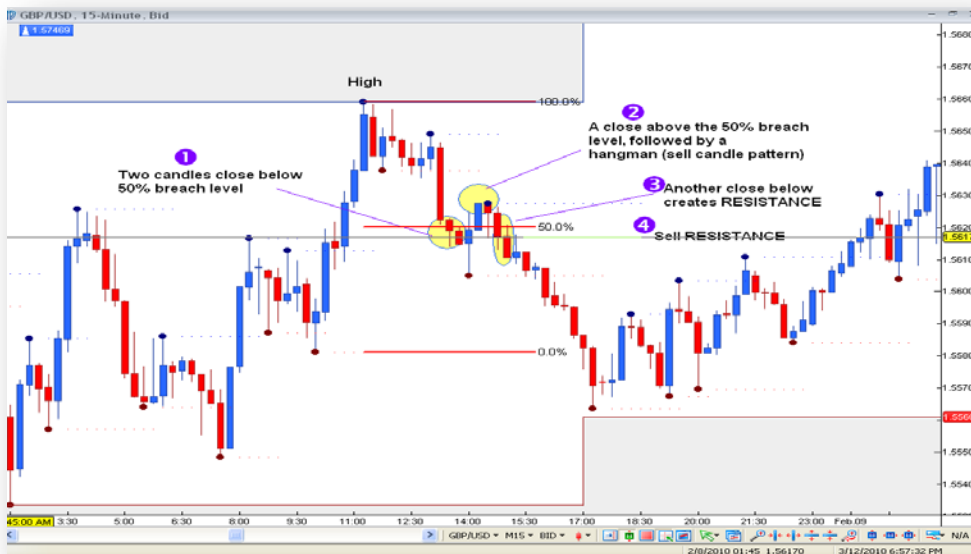 GBP/USD, 15-Minute, Bid
1.57469
High
100.0%
1
Two candles close below
50% breach level
2
A close above the 50% breach
level, followed by a
hangman (sell candle pattern)
3
Another close below
creates RESISTANCE
50.0%
4
Sell RESISTANCE
0.0%
1.5680
1.5670
1.5660
1.5650
1.5640
1.5630
1.5620
1.5617
1.5610
1.5600
1.5590
1.5580
1.5570
1.5560
1.5550
1.5540
45:00 AM 3:30 5:00 6:30 8:00 9:30 11:00 12:30 14:00 15:30 17:00 18:30 20:00 21:30 23:00 Feb.09
GBP/USD M15 BID N/A
2/8/2010 01:45 1.56170 3/12/2010 6:57:32 PM